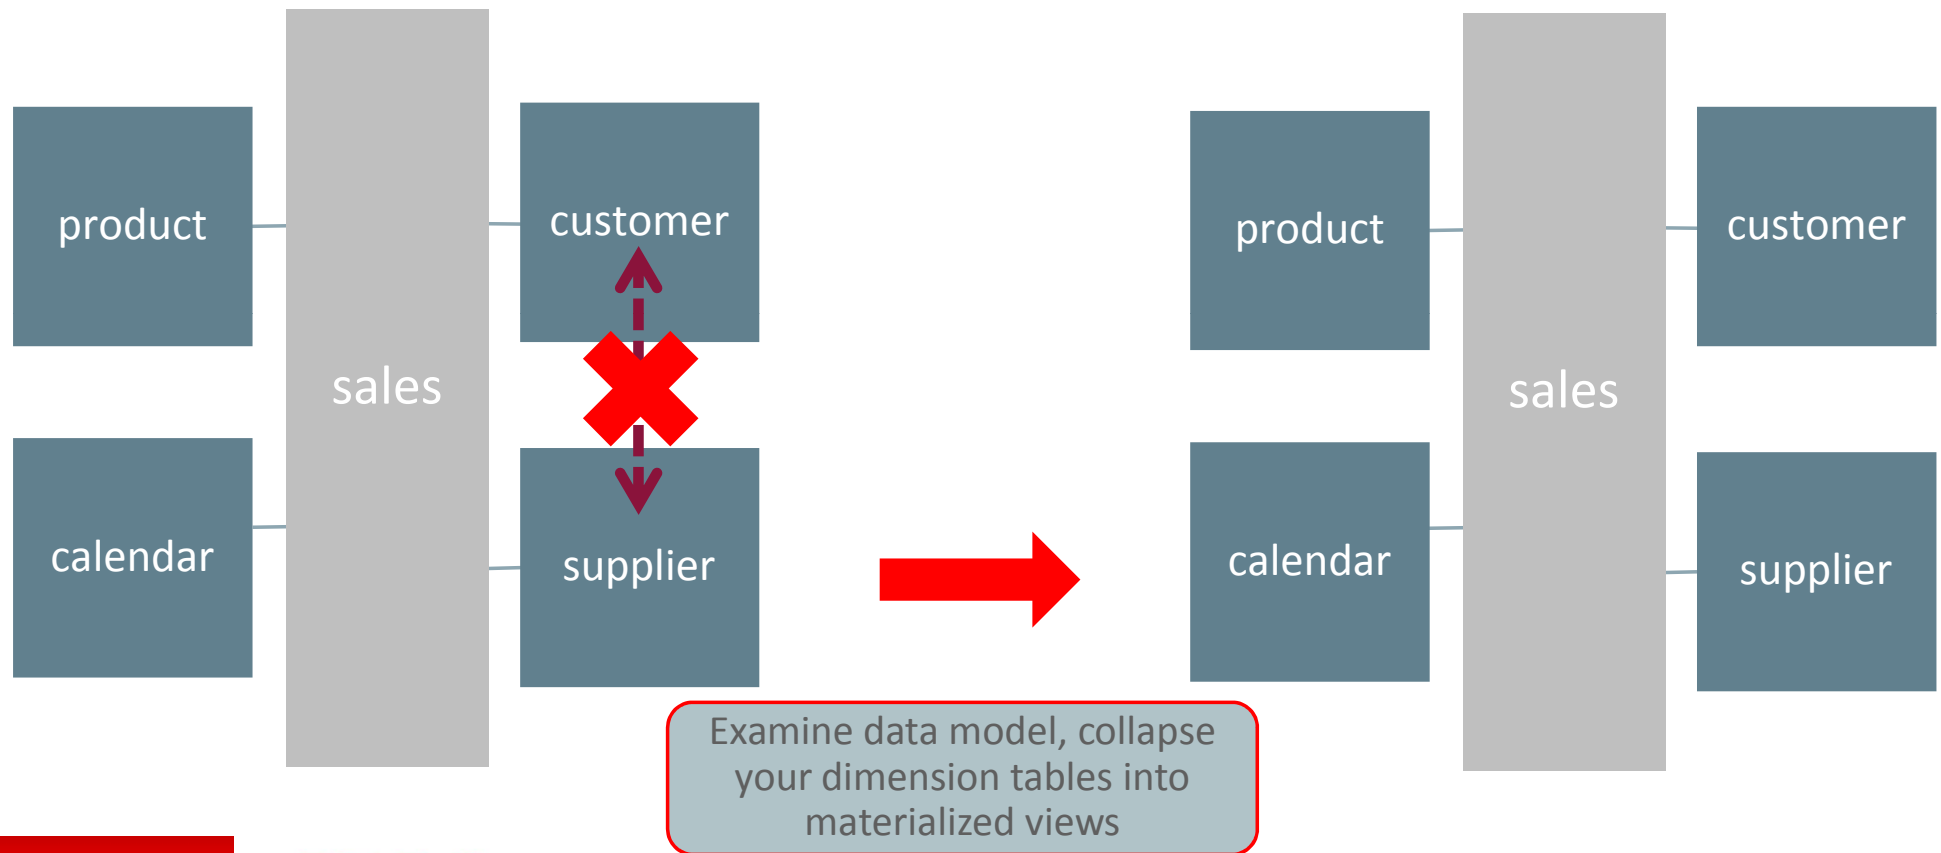 product
customer
sales
calendar
supplier
product
customer
sales
calendar
supplier
Examine data model, collapse
your dimension tables into
materialized views